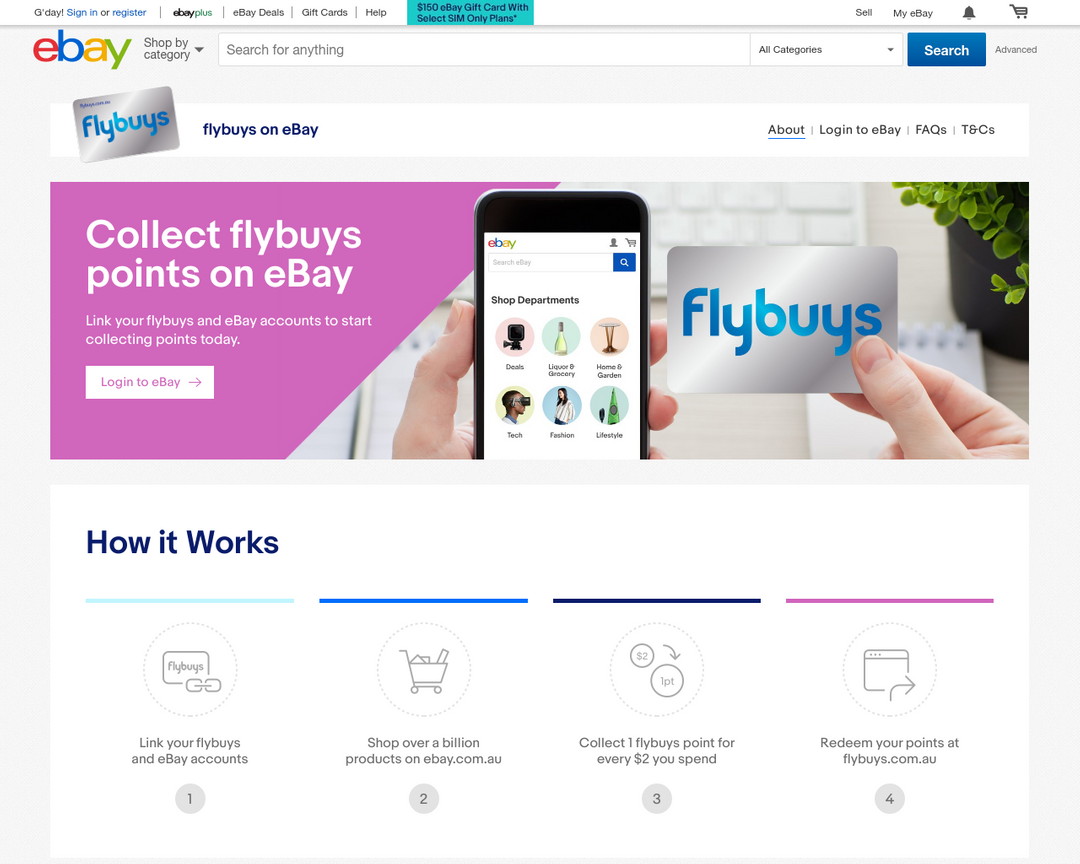 G'day! Sign in or register
ebayplus
eBay Deals
Gift Cards
Help
$150 eBay Gift Card With
Select SIM Only Plans*
Sell
My eBay
ebay
Shop by
category
Search for anything
All Categories
Search
Advanced
flybuys.com.au
flybuys
flybuys on eBay
About
Login to eBay
FAQs
T&Cs
Collect flybuys
points on eBay
Link your flybuys and eBay accounts to start
collecting points today.
Login to eBay
ebay
Search eBay
Shop Departments
Deals
Liquor &
Grocery
Home &
Garden
Tech
Fashion
Lifestyle
flybuys
How it Works
flybuys
Link your flybuys
and eBay accounts
1
Shop over a billion
products on ebay.com.au
2
$2
1pt
Collect 1 flybuys point for
every $2 you spend
3
Redeem your points at
flybuys.com.au
4